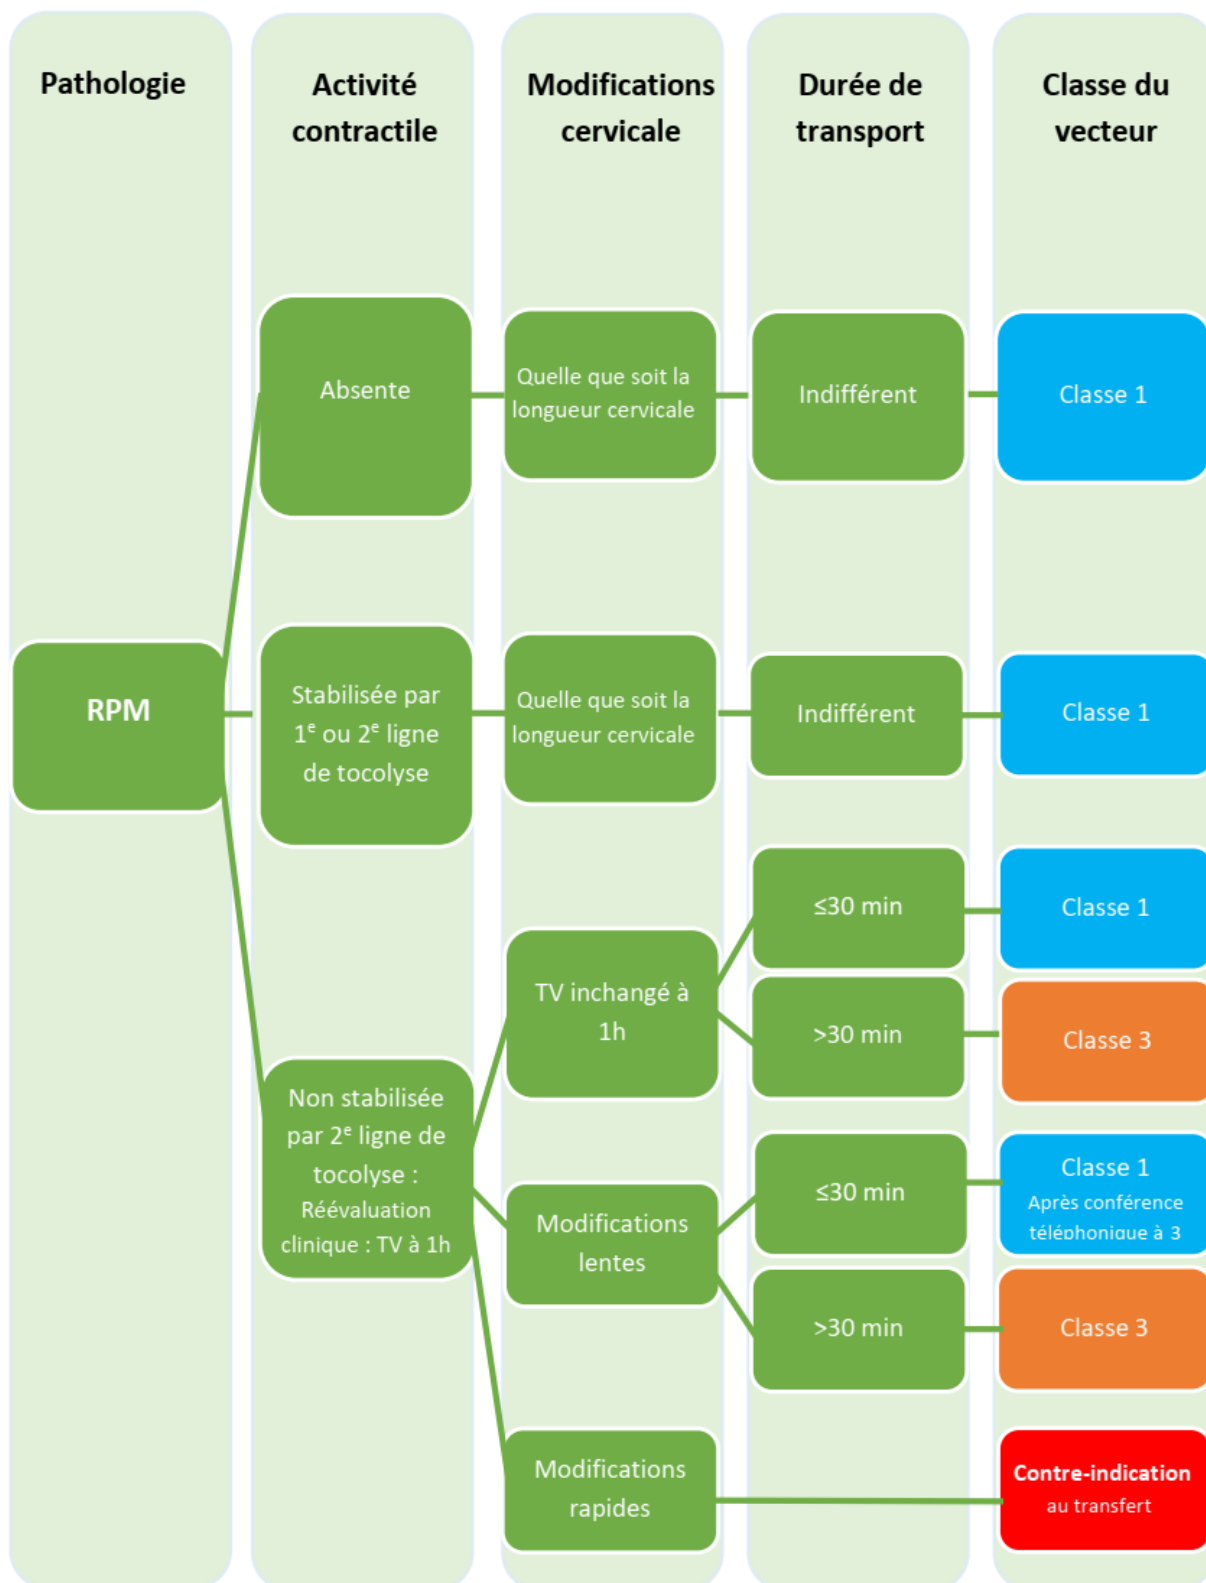 Pathologie
Activité
contractile
Modifications
cervicale
Durée de
transport
Classe du
vecteur
RPM
Absente
Quelle que soit la
longueur cervicale
Indifférent
Classe 1
Stabilisée par
1e ou 2e ligne
de tocolyse
Quelle que soit la
longueur cervicale
Indifférent
Classe 1
Non stabilisée
par 2e ligne de
tocolyse :
Réévaluation
clinique : TV à 1h
TV inchangé à
1h
≤30 min
Classe 1
>30 min
Classe 3
Modifications
lentes
≤30 min
Classe 1
Après conférence
téléphonique à 3
>30 min
Classe 3
Modifications
rapides
Contre-indication
au transfert